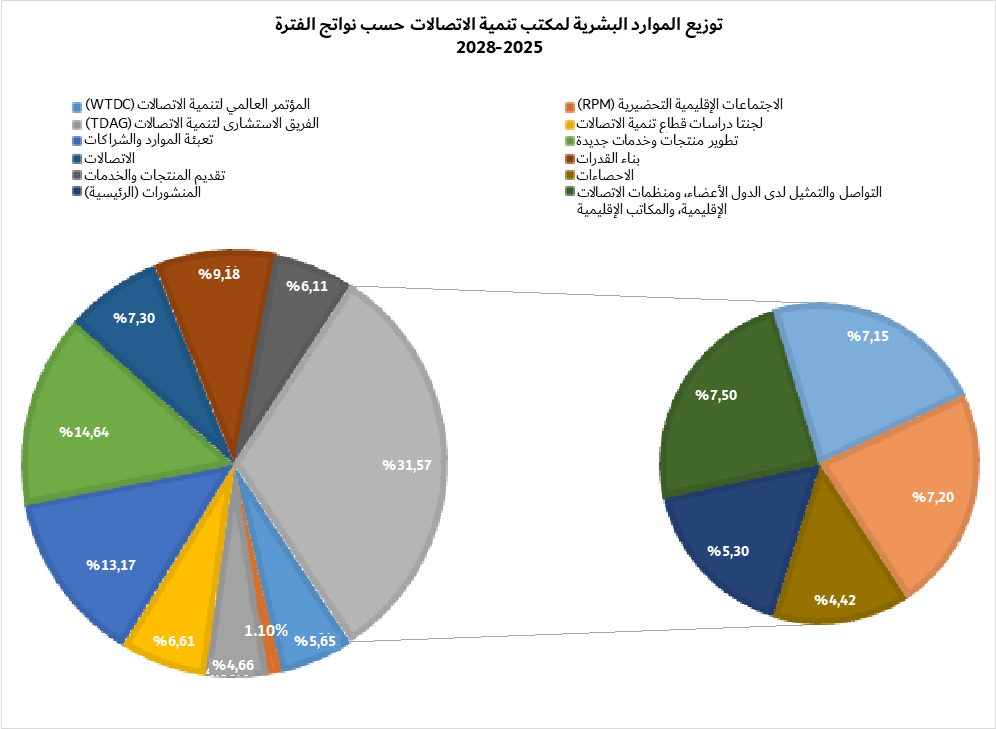 توزيع الموارد البشرية لمكتب تنمية الاتصالات حسب نواتج الفترة
2028-2025
المؤتمر العالمي لتنمية الاتصالات (WTDC)
الاجتماعات الإقليمية التحضيرية (RPM)
الفريق الاستشارى لتنمية الاتصالات (TDAG)
لجنتا دراسات قطاع تنمية الاتصالات
تعبئة الموارد والشراكات
تطوير منتجات وخدمات جديدة
الاتصالات
بناء القدرات
تقديم المنتجات والخدمات
الاحصاءات
المنشورات (الرئيسية)
التواصل والتمثيل لدى الدول الأعضاء، ومنظمات الاتصالات
الإقليمية، والمكاتب الإقليمية
%9,18
%6,11
%7,30
%14,64
%31,57
%13,17
%6,61
%4,66
1.10%
%5,65
%7,15
%7,50
%7,20
%5,30
%4,42